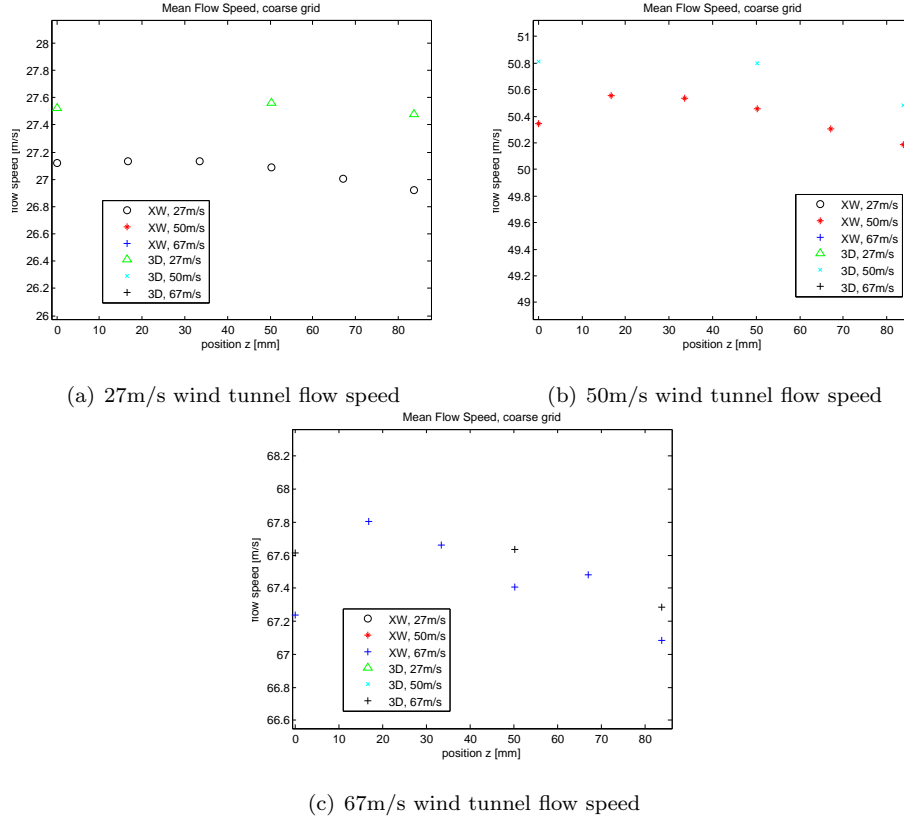 Mean Flow Speed, coarse grid
28
27.8
27.6
27.4
27.2
27
26.8
26.6
26.4
26.2
26
flow speed [m/s]
XW, 27m/s
XW, 50m/s
XW, 67m/s
3D, 27m/s
3D, 50m/s
3D, 67m/s
0 10 20 30 40 50 60 70 80
position z [mm]
(a) 27m/s wind tunnel flow speed
Mean Flow Speed, coarse grid
51
50.8
50.6
50.4
50.2
50
49.8
49.6
49.4
49.2
49
flow speed [m/s]
XW, 27m/s
XW, 50m/s
XW, 67m/s
3D, 27m/s
3D, 50m/s
3D, 67m/s
0 10 20 30 40 50 60 70 80
position z [mm]
(b) 50m/s wind tunnel flow speed
Mean Flow Speed, coarse grid
68.2
68
67.8
67.6
67.4
67.2
67
66.8
66.6
flow speed [m/s]
XW, 27m/s
XW, 50m/s
XW, 67m/s
3D, 27m/s
3D, 50m/s
3D, 67m/s
0 10 20 30 40 50 60 70 80
position z [mm]
(c) 67m/s wind tunnel flow speed